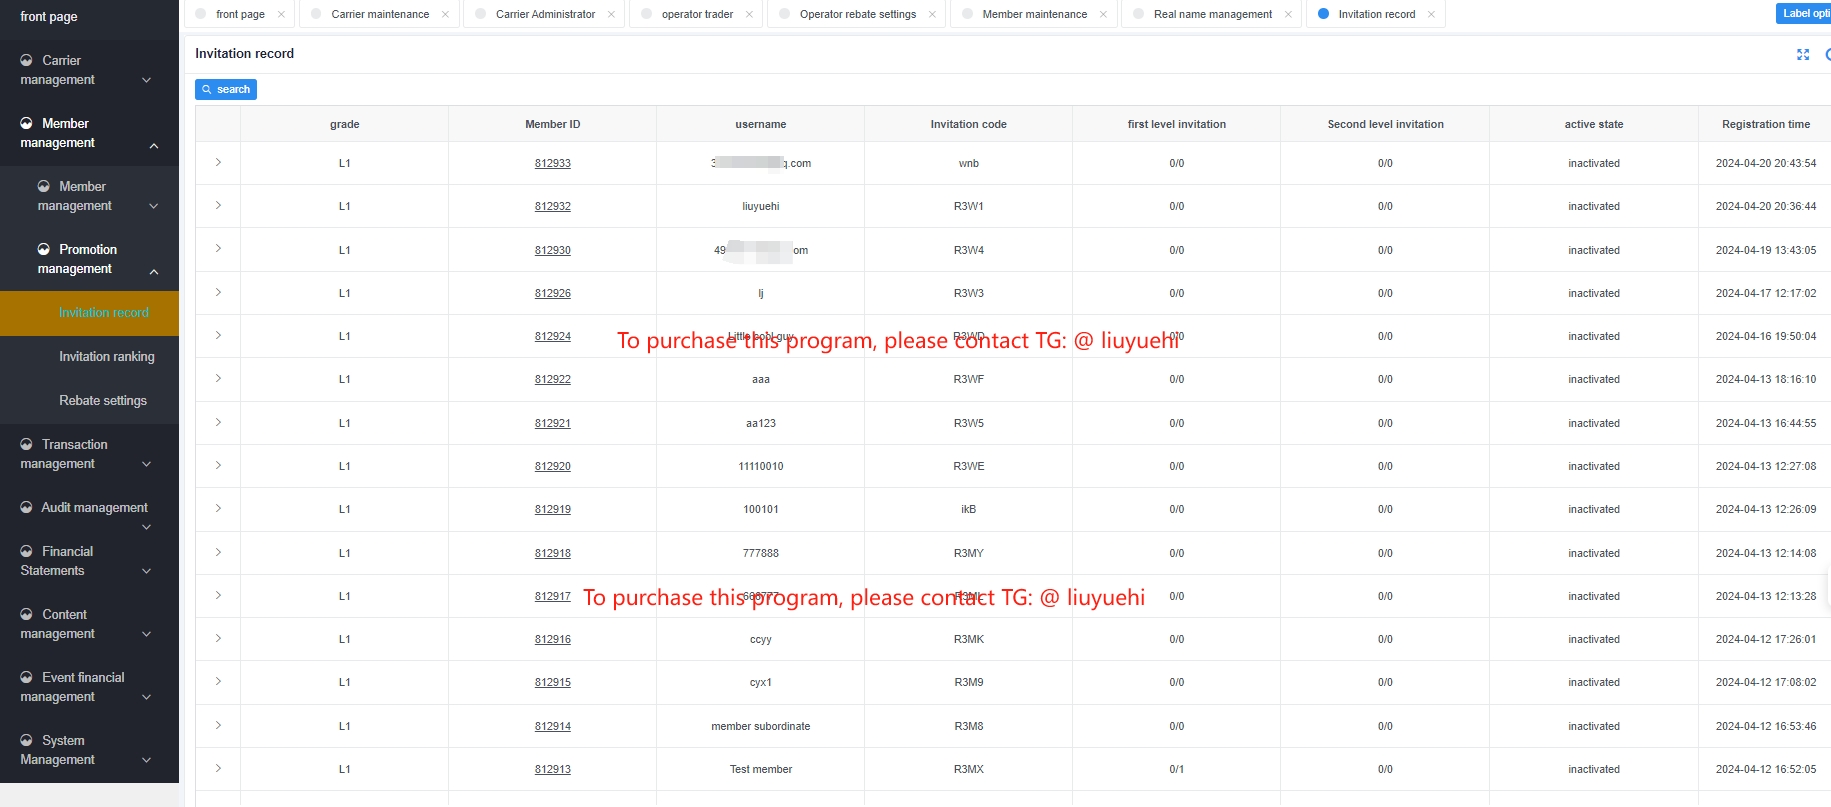 front page
Carrier management
Member management
Member management
Promotion management
Invitation record
Invitation ranking
Rebate settings
Transaction management
Audit management
Financial Statements
Content management
Event financial management
System Management
front page × Carrier maintenance × Carrier Administrator × operator trader × Operator rebate settings × Member maintenance × Real name management × Invitation record ×
Label opti
Invitation record
search
grade Member ID username Invitation code first level invitation Second level invitation active state Registration time
L1 812933 3 q.com wnb 0/0 0/0 inactivated 2024-04-20 20:43:54
L1 812932 liuyuehi R3W1 0/0 0/0 inactivated 2024-04-20 20:36:44
L1 812930 49 om R3W4 0/0 0/0 inactivated 2024-04-19 13:43:05
L1 812926 lj R3W3 0/0 0/0 inactivated 2024-04-17 12:17:02
L1 812924 Little cool guy R3WD 0/0 0/0 inactivated 2024-04-16 19:50:04
To purchase this program, please contact TG: @ liuyuehi
L1 812922 aaa R3WF 0/0 0/0 inactivated 2024-04-13 18:16:10
L1 812921 aa123 R3W5 0/0 0/0 inactivated 2024-04-13 16:44:55
L1 812920 11110010 R3WE 0/0 0/0 inactivated 2024-04-13 12:27:08
L1 812919 100101 ikB 0/0 0/0 inactivated 2024-04-13 12:26:09
L1 812918 777888 R3MY 0/0 0/0 inactivated 2024-04-13 12:14:08
L1 812917 666777 R3ML 0/0 0/0 inactivated 2024-04-13 12:13:28
To purchase this program, please contact TG: @ liuyuehi
L1 812916 ccyy R3MK 0/0 0/0 inactivated 2024-04-12 17:26:01
L1 812915 cyx1 R3M9 0/0 0/0 inactivated 2024-04-12 17:08:02
L1 812914 member subordinate R3M8 0/0 0/0 inactivated 2024-04-12 16:53:46
L1 812913 Test member R3MX 0/1 0/0 inactivated 2024-04-12 16:52:05